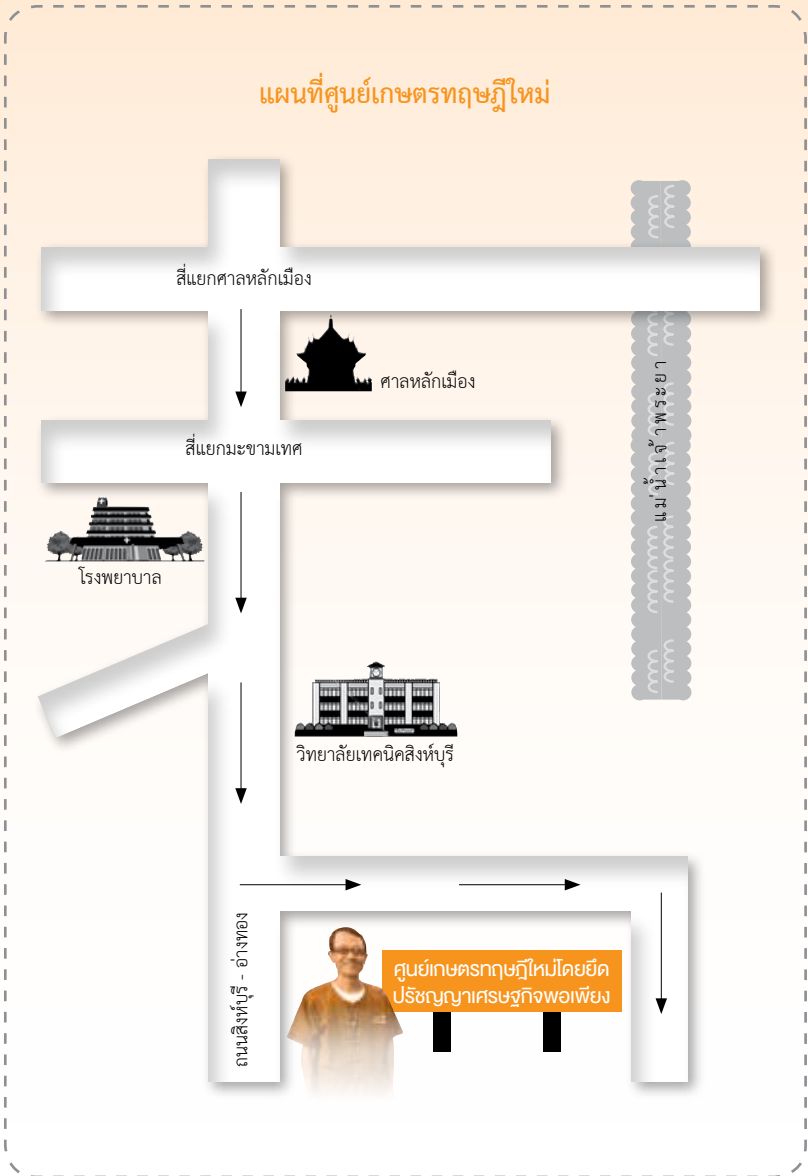 แผนที่ศูนย์เกษตรทฤษฎีใหม่
สี่แยกศาลหลักเมือง
ศาลหลักเมือง
แม่น้ำเจ้าพระยา
สี่แยกมะขามเทศ
โรงพยาบาล
วิทยาลัยเทคนิคสิงห์บุรี
ถนนสิงห์บุรี - อ่างทอง
ศูนย์เกษตรทฤษฎีใหม่โดยยึด
ปรัชญญาเศรษฐกิจพอเพียง